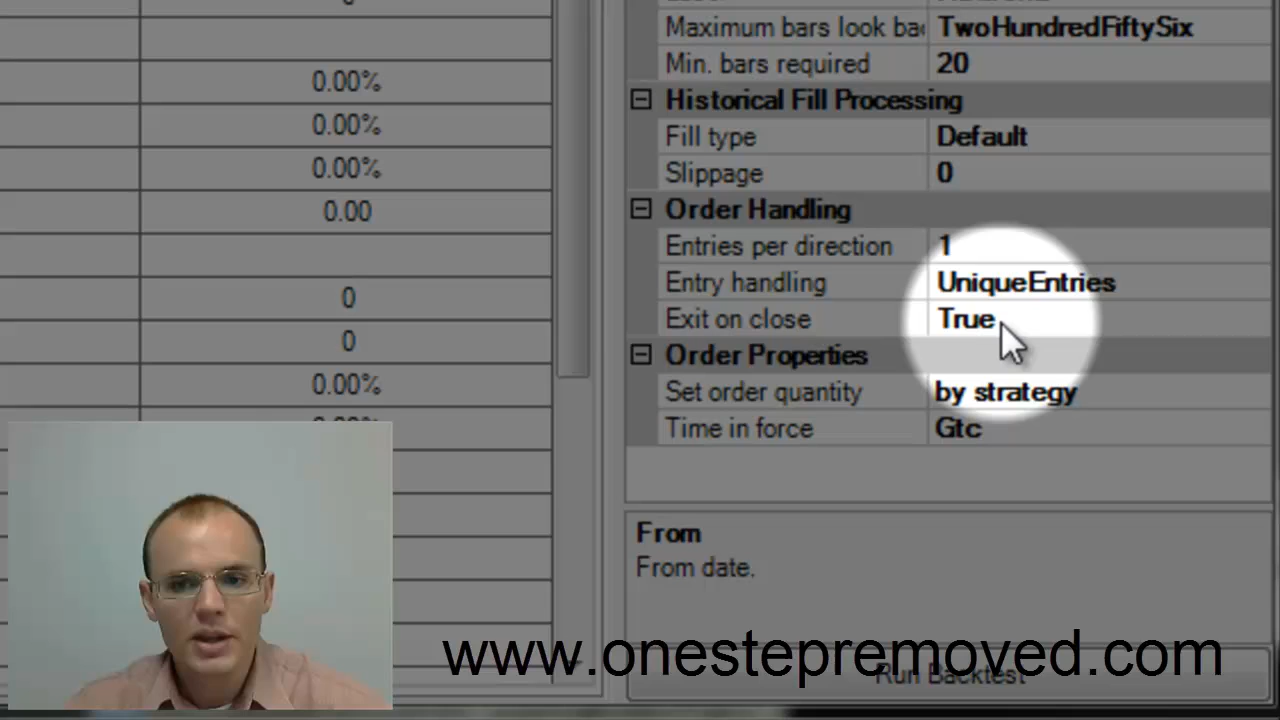 Maximum bars look bac TwoHundredFiftySix
Min. bars required 20
0.00%
Historical Fill Processing
0.00%
Fill type Default
0.00%
Slippage 0
0.00
Order Handling
Entries per direction 1
Entry handling UniqueEntries
0
Exit on close True
0
Order Properties
0.00%
Set order quantity by strategy
Time in force Gtc
From
From date.
www.onestepremoved.com
Run Backtest